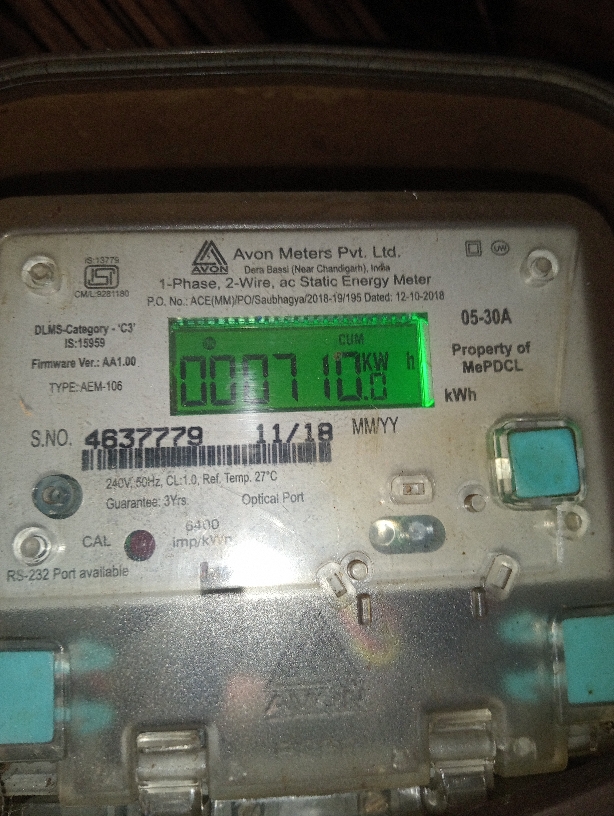 IS:13779
ISI
CM/L:9281180
AVON
Avon Meters Pvt. Ltd.
Dera Bassi (Near Chandigarh), India
1-Phase, 2-Wire, ac Static Energy Meter
P.O. No.: ACE(MM)/PO/Saubhagya/2018-19/195 Dated: 12-10-2018
DLMS-Category - 'C3'
IS:15959
Firmware Ver.: AA1.00
TYPE: AEM-106
CUM
000710.0 KW h
05-30A
Property of
MePDCL
kWh
S.NO. 4637779 11/18 MM/YY
240V, 50Hz, CL:1.0, Ref. Temp. 27°C
Guarantee: 3Yrs. Optical Port
CAL
6400
imp/kWh
RS-232 Port available
AVON